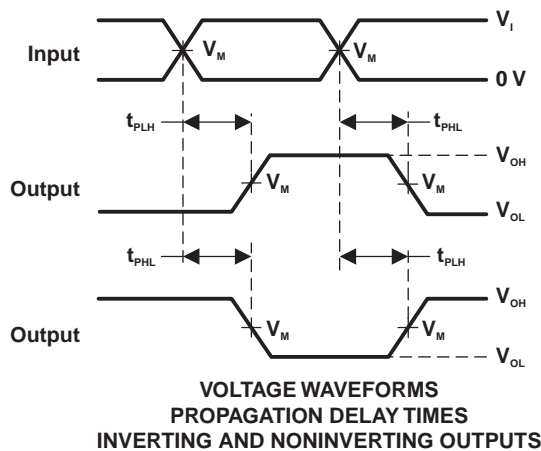 Input
V_M
V_M
V_I
0 V
t_PLH
t_PHL
Output
V_M
V_M
V_OH
V_OL
t_PHL
t_PLH
Output
V_M
V_M
V_OH
V_OL
VOLTAGE WAVEFORMS
PROPAGATION DELAY TIMES
INVERTING AND NONINVERTING OUTPUTS